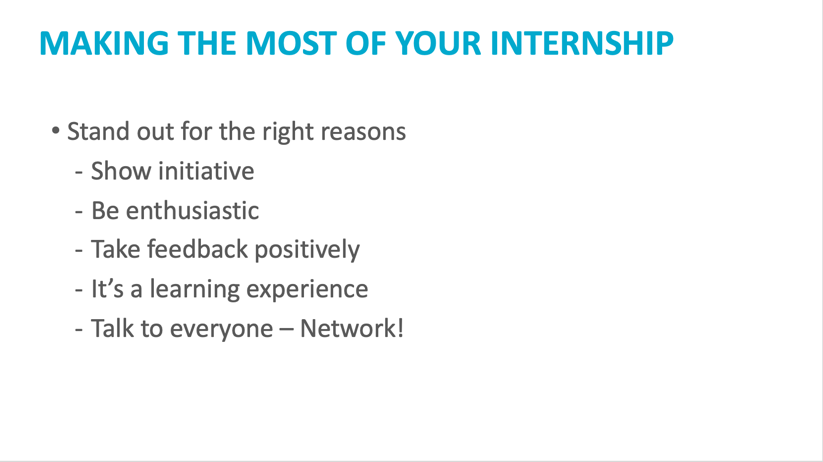 MAKING THE MOST OF YOUR INTERNSHIP
• Stand out for the right reasons
- Show initiative
- Be enthusiastic
- Take feedback positively
- It’s a learning experience
- Talk to everyone – Network!